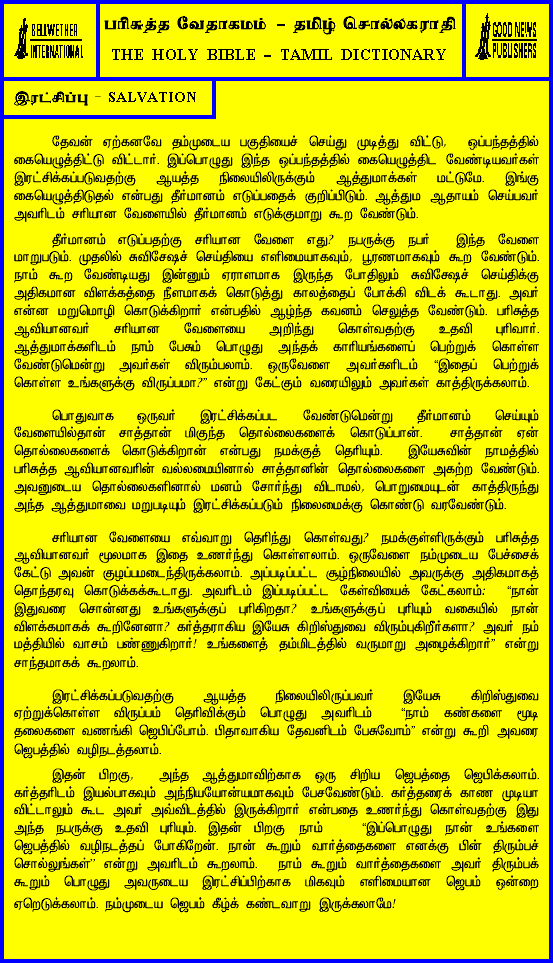 BELLWETHER INTERNATIONAL
பரிசுத்த வேதாகமம் – தமிழ் சொல்லகராதி
THE HOLY BIBLE – TAMIL DICTIONARY
GOOD NEWS PUBLISHERS
இரட்சிப்பு – SALVATION
தேவன் ஏற்கனவே தம்முடைய பகுதியைச் செய்து முடித்து விட்டு, ஒப்பந்தத்தில்
கையெழுத்திட்டு விட்டார். இப்பொழுது இந்த ஒப்பந்தத்தில் கையெழுத்திட வேண்டியவர்கள்
இரட்சிக்கப்படுவதற்கு ஆயத்த நிலையிலிருக்கும் ஆத்துமாக்கள் மட்டுமே. இங்கு
கையெழுத்திடுதல் என்பது தீர்மானம் எடுப்பதைக் குறிப்பிடும். ஆத்தும ஆதாயம் செய்பவர்
அவரிடம் சரியான வேளையில் தீர்மானம் எடுக்குமாறு கூற வேண்டும்.
தீர்மானம் எடுப்பதற்கு சரியான வேளை எது? நபருக்கு நபர் இந்த வேளை
மாறுபடும். முதலில் சுவிசேஷச் செய்தியை எளிமையாகவும், பூரணமாகவும் கூற வேண்டும்.
நாம் கூற வேண்டியது இன்னும் ஏராளமாக இருந்த போதிலும் சுவிசேஷச் செய்திக்கு
அதிகமான விளக்கத்தை நீளமாகக் கொடுத்து காலத்தைப் போக்கி விடக் கூடாது. அவர்
என்ன மறுமொழி கொடுக்கிறார் என்பதில் ஆழ்ந்த கவனம் செலுத்த வேண்டும். பரிசுத்த
ஆவியானவர் சரியான வேளையை அறிந்து கொள்வதற்கு உதவி புரிவார்.
ஆத்துமாக்களிடம் நாம் பேசும் பொழுது அந்தக் காரியங்களைப் பெற்றுக் கொள்ள
வேண்டுமென்று அவர்கள் விரும்பலாம். ஒருவேளை அவர்களிடம் “இதைப் பெற்றுக்
கொள்ள உங்களுக்கு விருப்பமா?” என்று கேட்கும் வரையிலும் அவர்கள் காத்திருக்கலாம்.
பொதுவாக ஒருவர் இரட்சிக்கப்பட வேண்டுமென்று தீர்மானம் செய்யும்
வேளையில்தான் சாத்தான் மிகுந்த தொல்லைகளைக் கொடுப்பான். சாத்தான் ஏன்
தொல்லைகளைக் கொடுக்கிறான் என்பது நமக்குத் தெரியும். இயேசுவின் நாமத்தில்
பரிசுத்த ஆவியானவரின் வல்லமையினால் சாத்தானின் தொல்லைகளை அகற்ற வேண்டும்.
அவனுடைய தொல்லைகளினால் மனம் சோர்ந்து விடாமல், பொறுமையுடன் காத்திருந்து
அந்த ஆத்துமாவை மறுபடியும் இரட்சிக்கப்படும் நிலைமைக்கு கொண்டு வரவேண்டும்.
சரியான வேளையை எவ்வாறு தெரிந்து கொள்வது? நமக்குள்ளிருக்கும் பரிசுத்த
ஆவியானவர் மூலமாக இதை உணர்ந்து கொள்ளலாம். ஒருவேளை நம்முடைய பேச்சைக்
கேட்டு அவன் குழப்பமடைந்திருக்கலாம். அப்படிப்பட்ட சூழ்நிலையில் அவருக்கு அதிகமாகத்
தொந்தரவு கொடுக்கக்கூடாது. அவரிடம் இப்படிப்பட்ட கேள்வியைக் கேட்கலாம்: “நான்
இதுவரை சொன்னது உங்களுக்குப் புரிகிறதா? உங்களுக்குப் புரியும் வகையில் நான்
விளக்கமாகக் கூறினேனா? கர்த்தராகிய இயேசு கிறிஸ்துவை விரும்புகிறீர்களா? அவர் நம்
மத்தியில் வாசம் பண்ணுகிறார்! உங்களைத் தம்மிடத்தில் வருமாறு அழைக்கிறார்” என்று
சாந்தமாகக் கூறலாம்.
இரட்சிக்கப்படுவதற்கு ஆயத்த நிலையிலிருப்பவர் இயேசு கிறிஸ்துவை
ஏற்றுக்கொள்ள விருப்பம் தெரிவிக்கும் பொழுது அவரிடம் “நாம் கண்களை மூடி
தலைகளை வணங்கி ஜெபிப்போம். பிதாவாகிய தேவனிடம் பேசுவோம்” என்று கூறி அவரை
ஜெபத்தில் வழிநடத்தலாம்.
இதன் பிறகு, அந்த ஆத்துமாவிற்காக ஒரு சிறிய ஜெபத்தை ஜெபிக்கலாம்.
கர்த்தரிடம் இயல்பாகவும் அந்நியயோன்யமாகவும் பேசவேண்டும். கர்த்தரைக் காண முடியா
விட்டாலும் கூட அவர் அவ்விடத்தில் இருக்கிறார் என்பதை உணர்ந்து கொள்வதற்கு இது
அந்த நபருக்கு உதவி புரியும். இதன் பிறகு நாம் “இப்பொழுது நான் உங்களை
ஜெபத்தில் வழிநடத்தப் போகிறேன். நான் கூறும் வார்த்தைகளை எனக்கு பின் திரும்பச்
சொல்லுங்கள்” என்று அவரிடம் கூறலாம். நாம் கூறும் வார்த்தைகளை அவர் திரும்பக்
கூறும் பொழுது அவருடைய இரட்சிப்பிற்காக மிகவும் எளிமையான ஜெபம் ஒன்றை
ஏறெடுக்கலாம். நம்முடைய ஜெபம் கீழ்க் கண்டவாறு இருக்கலாமே!